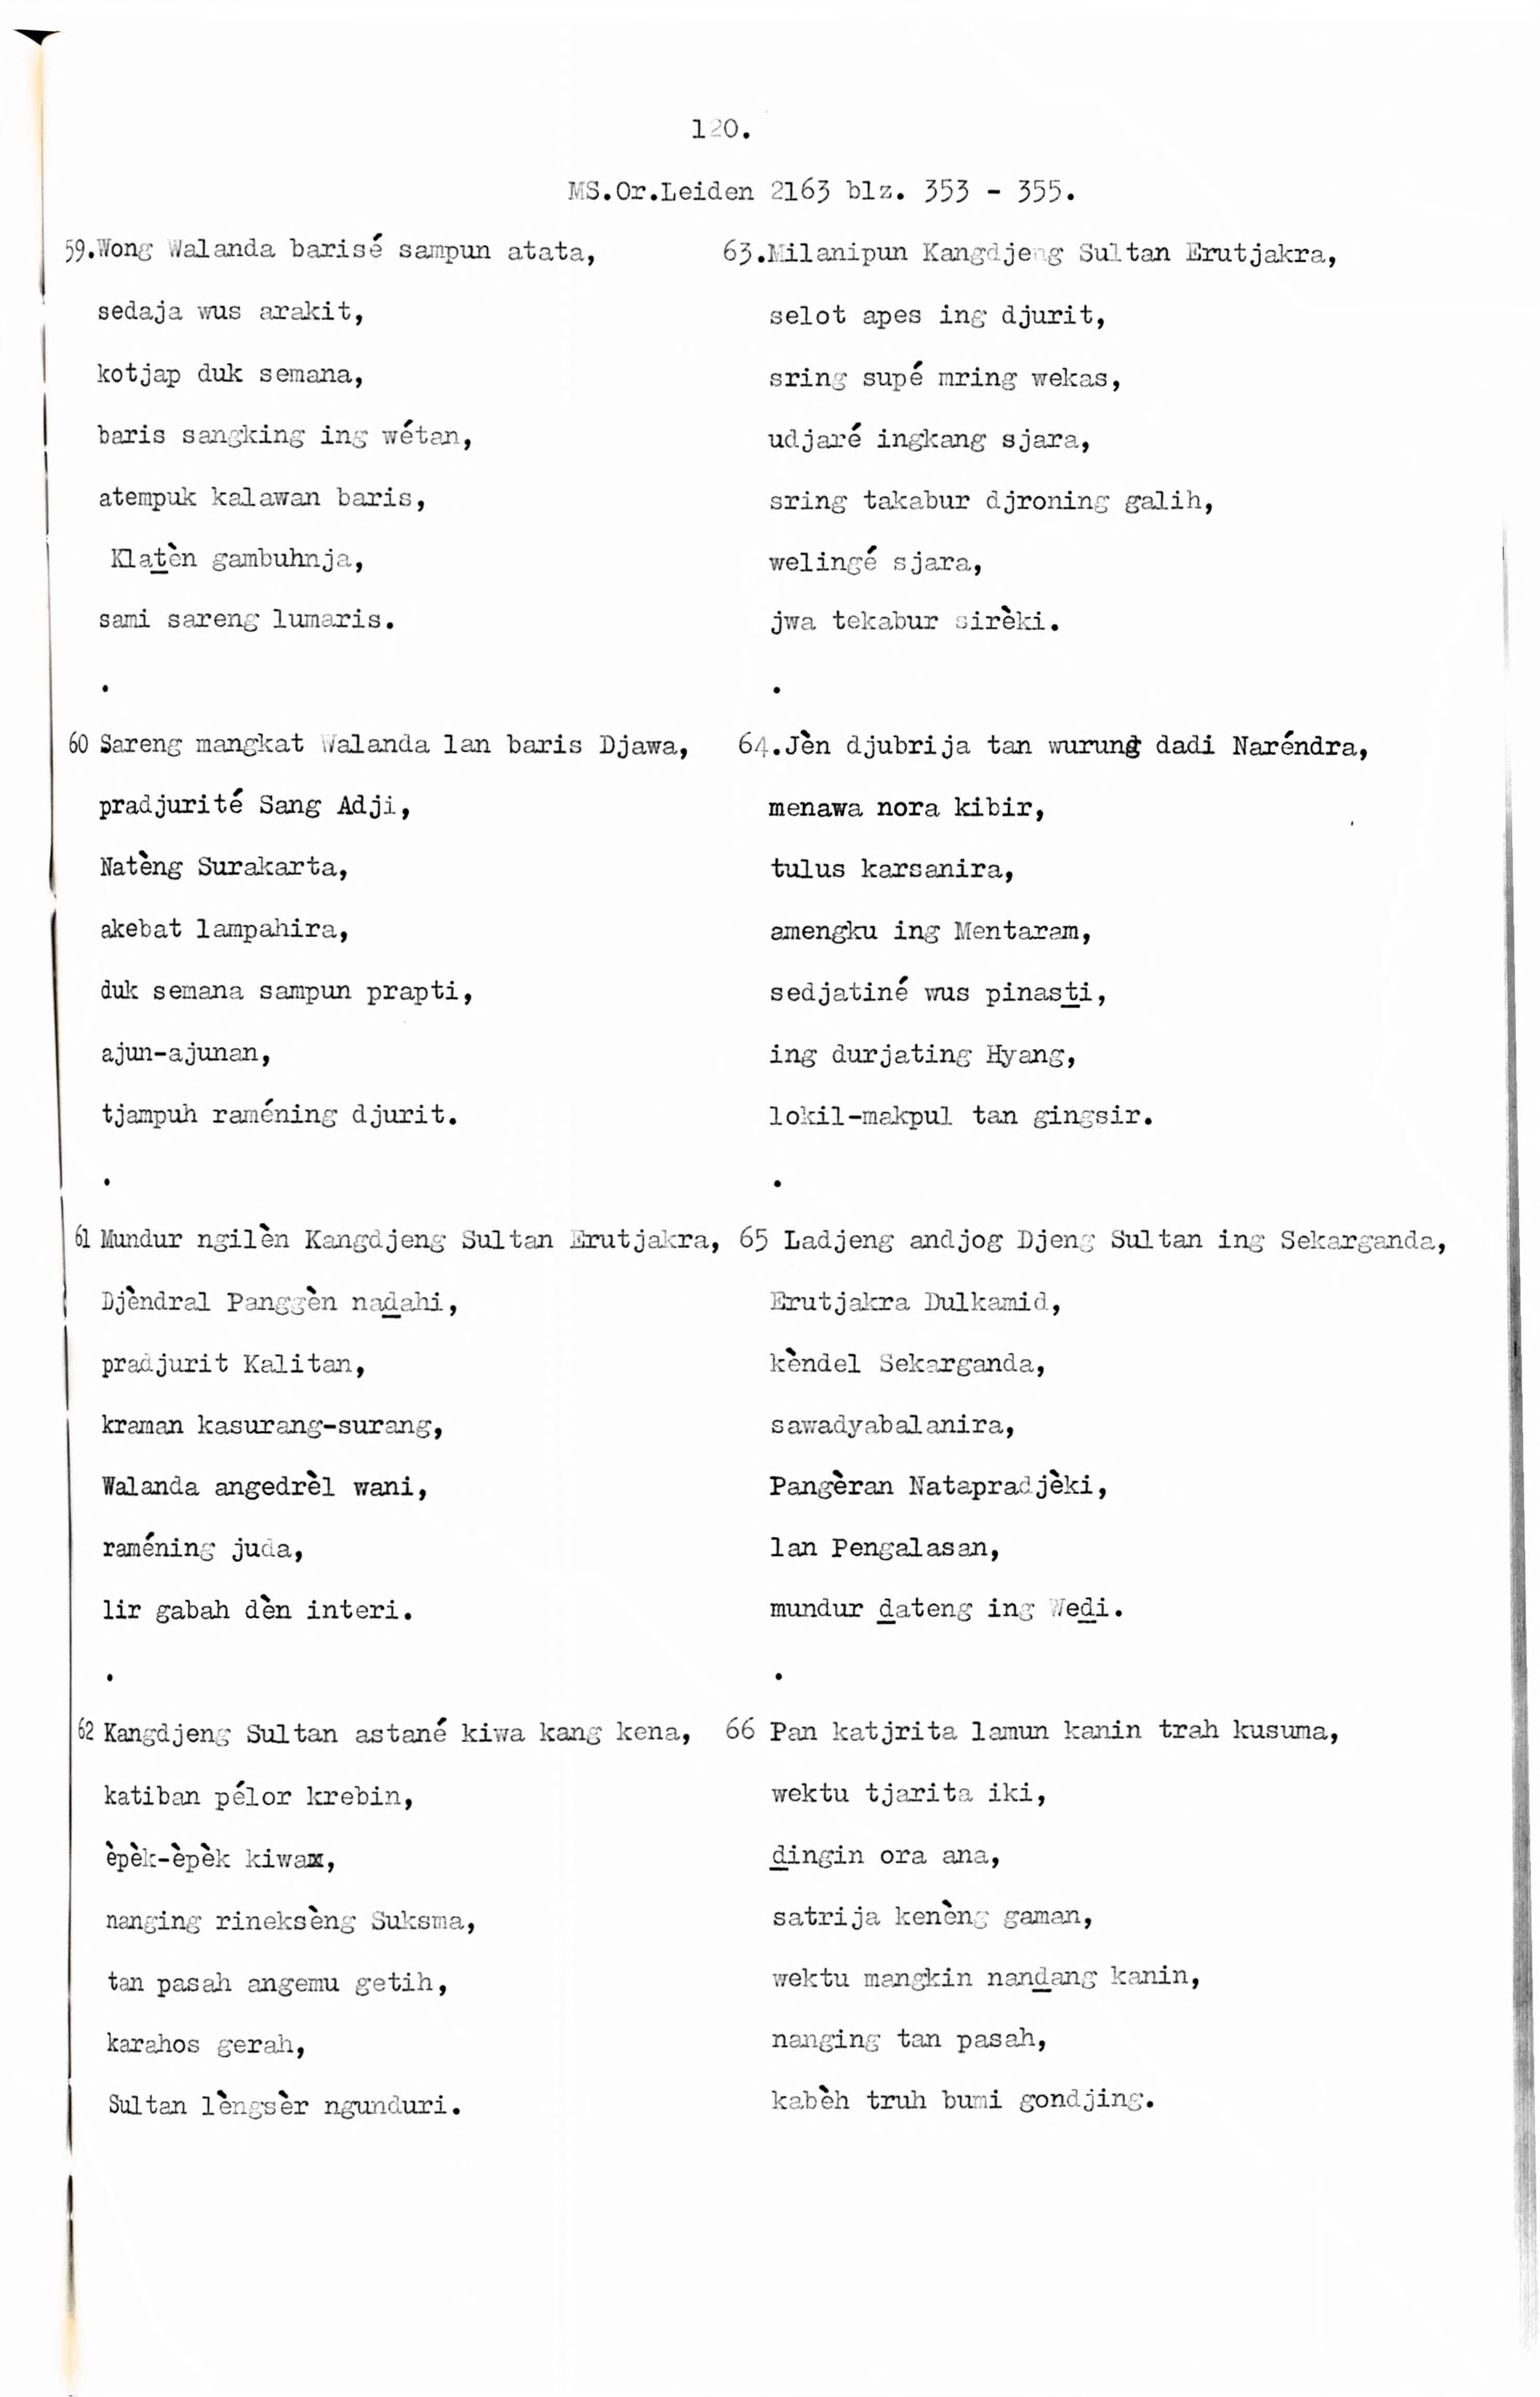 120.
MS.Or.Leiden 2163 blz. 353 - 355.
59.Wong Walanda barisé sampun atata,
sedaja wus arakit,
kotjap duk semana,
baris sangking ing wétan,
atempuk kalawan baris,
Klaṯèn gambuhnja,
sami sareng lumaris.
.
60 Sareng mangkat Walanda lan baris Djawa,
pradjurité Sang Adji,
Natèng Surakarta,
akebat lampahira,
duk semana sampun prapti,
ajun-ajunan,
tjampuh raméning djurit.
.
61 Mundur ngilèn Kangdjeng Sultan Erutjakra,
Djèndral Panggèn naḏahi,
pradjurit Kalitan,
kraman kasurang-surang,
Walanda angedrèl wani,
raméning juda,
lir gabah dèn interi.
.
62 Kangdjeng Sultan astané kiwa kang kena,
katiban pélor krebin,
èpèk-èpèk kiwax,
nanging rineksèng Suksma,
tan pasah angemu getih,
karahos gerah,
Sultan lèngsèr ngunduri.
63.Milanipun Kangdjeng Sultan Erutjakra,
selot apes ing djurit,
sring supé mring wekas,
udjaré ingkang sjara,
sring takabur djroning galih,
welingé sjara,
jwa tekabur sirèki.
.
64.Jèn djubrija tan wurung dadi Naréndra,
menawa nora kibir,
tulus karsanira,
amengku ing Mentaram,
sedjatiné wus pinasṯi,
ing durjating Hyang,
lokil-makpul tan gingsir.
.
65 Ladjeng andjog Djeng Sultan ing Sekarganda,
Erutjakra Dulkamid,
kèndel Sekarganda,
sawadyabalanira,
Pangèran Natapradjèki,
lan Pengalasan,
mundur ḏateng ing Weḏi.
.
66 Pan katjrita lamun kanin trah kusuma,
wektu tjarita iki,
ḏingin ora ana,
satrija kenèng gaman,
wektu mangkin nanḏang kanin,
nanging tan pasah,
kabèh truh bumi gondjing.